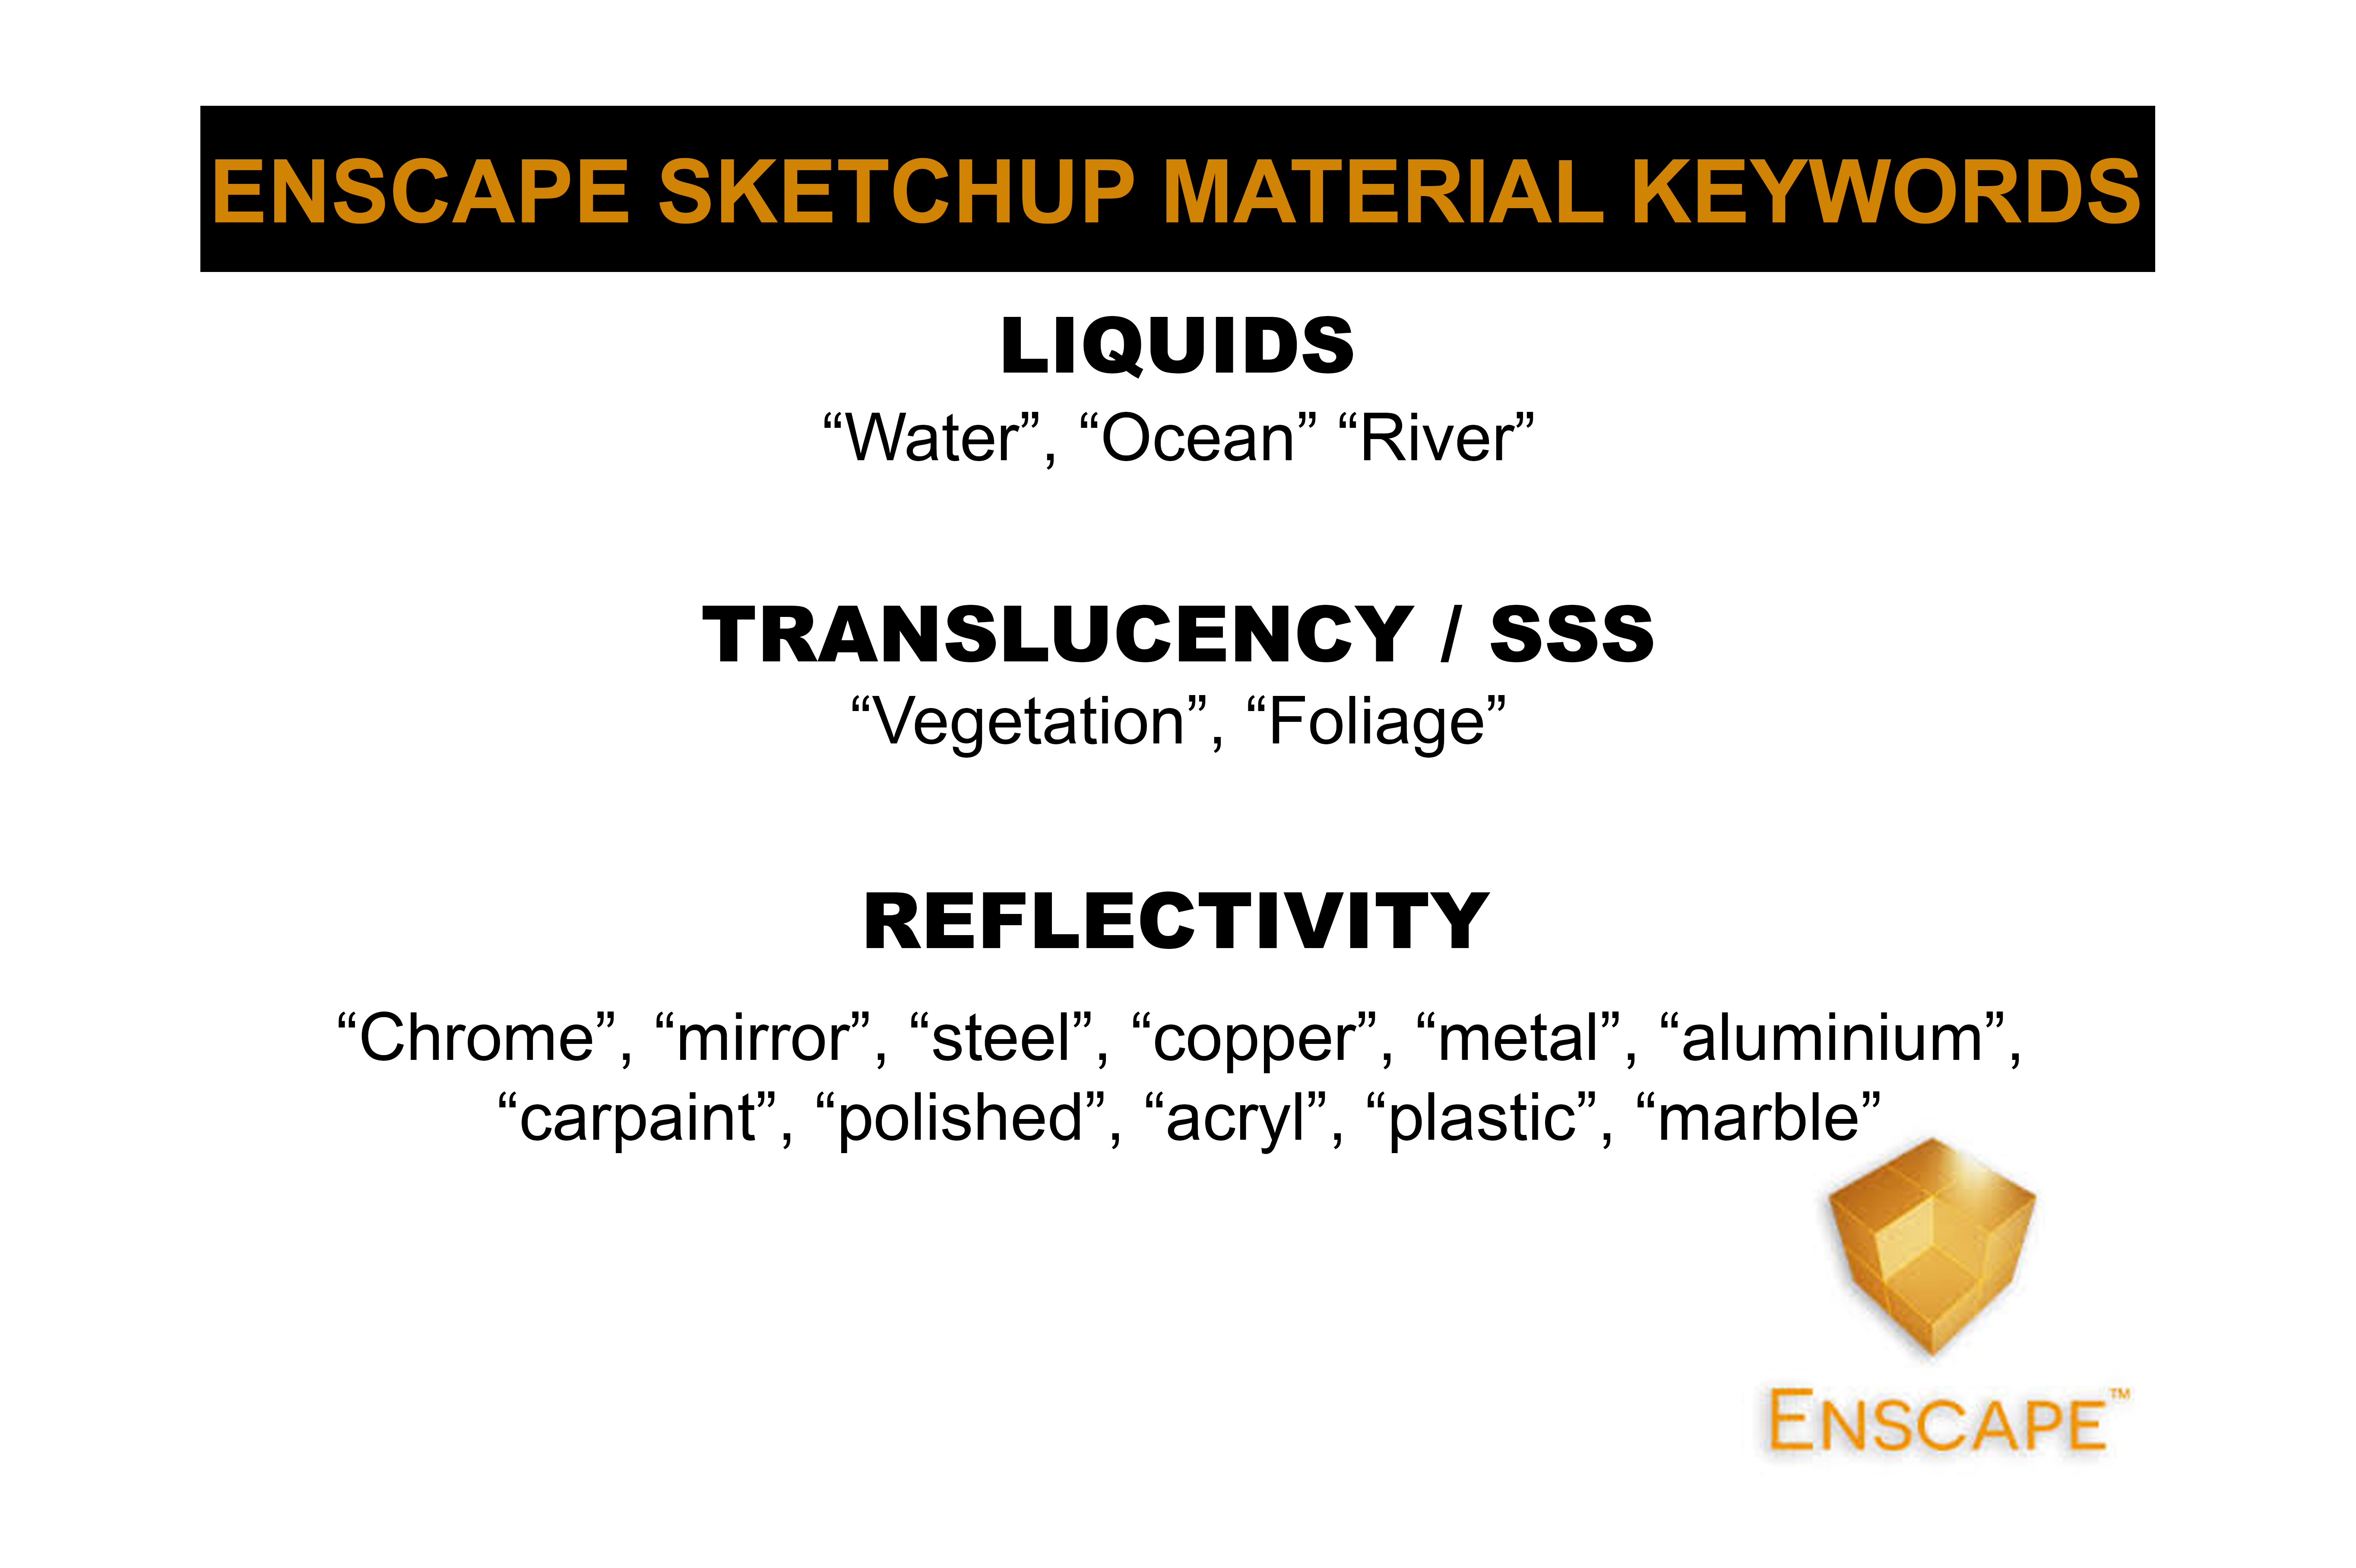 ENSCAPE SKETCHUP MATERIAL KEYWORDS
LIQUIDS
“Water”, “Ocean” “River”
TRANSLUCENCY / SSS
“Vegetation”, “Foliage”
REFLECTIVITY
“Chrome”, “mirror”, “steel”, “copper”, “metal”, “aluminium”,
“carpaint”, “polished”, “acryl”, “plastic”, “marble”
ENSCAPE™